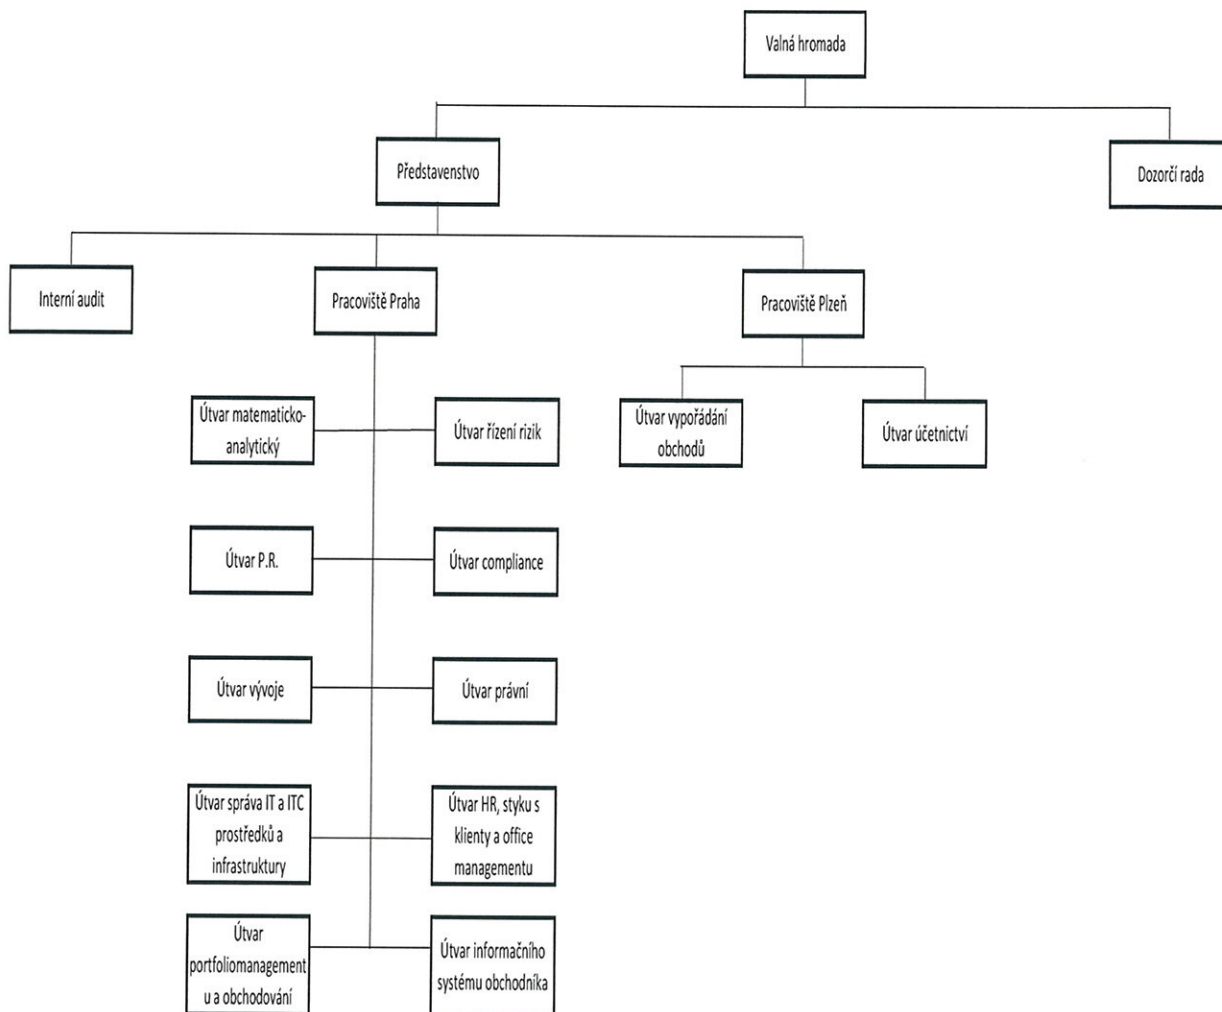 Valná hromada
Představenstvo
Dozorčí rada
Interní audit
Pracoviště Praha
Pracoviště Plzeň
Útvar matematicko-
analytický
Útvar řízení rizik
Útvar vypořádání
obchodů
Útvar účetnictví
Útvar P.R.
Útvar compliance
Útvar vývoje
Útvar právní
Útvar správa IT a ITC
prostředků a
infrastruktury
Útvar HR, styku s
klienty a office
managementu
Útvar
portfoliomanagement
u a obchodování
Útvar informačního
systému obchodníka